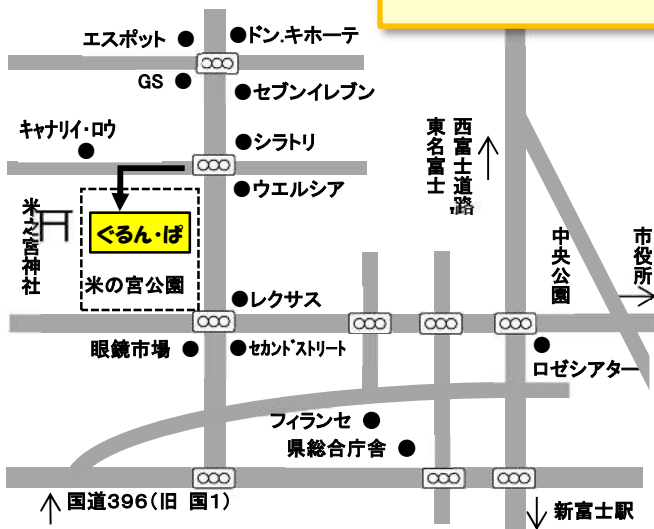 エスポット
ドン.キホーテ
GS
セブンイレブン
キャナリィ・ロウ
シラトリ
ウエルシア
西富士道路
東名富士
米之宮神社
ぐるん・ぱ
米の宮公園
中央公園
市役所
レクサス
眼鏡市場
セカンドストリート
ロゼシアター
フィランセ
県総合庁舎
国道396(旧 国1)
新富士駅